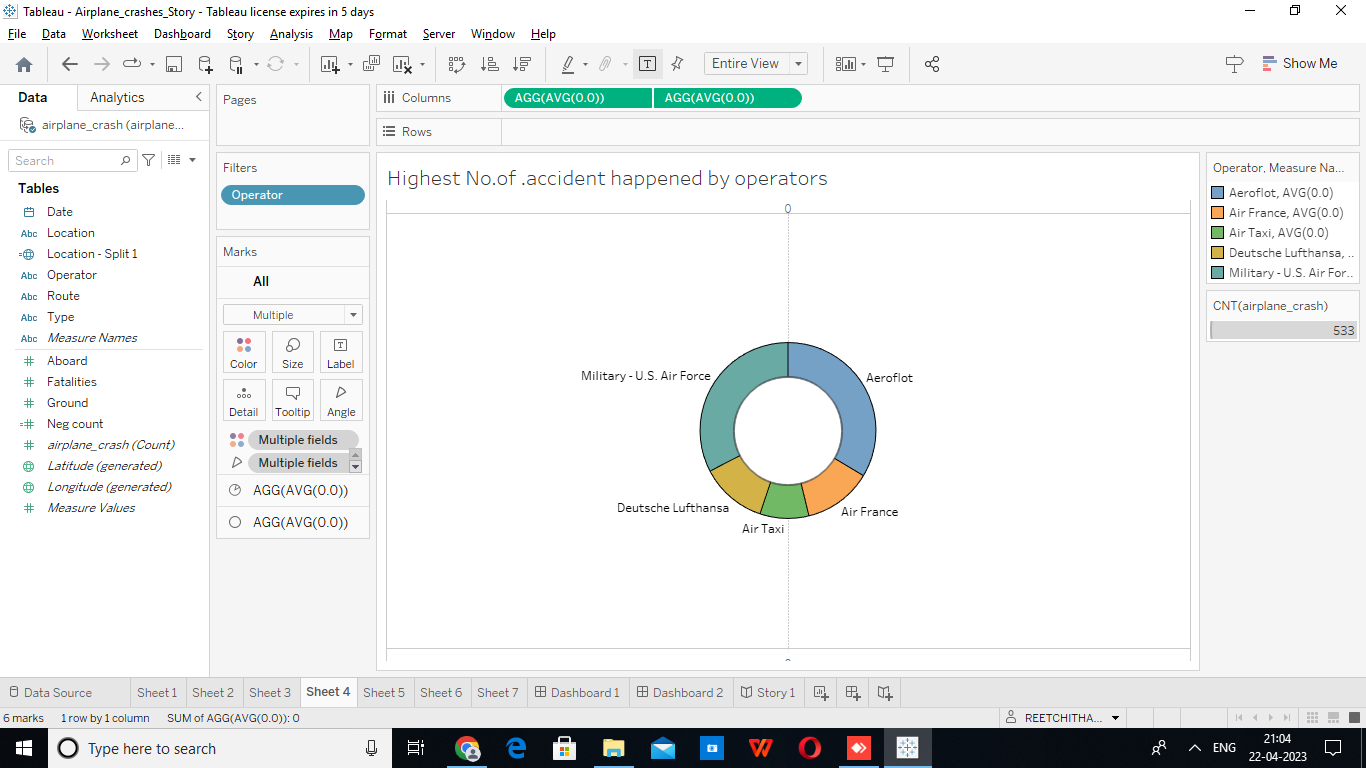 Tableau - Airplane_crashes_Story - Tableau license expires in 5 days
File Data Worksheet Dashboard Story Analysis Map Format Server Window Help
Entire View
Show Me
Data Analytics
airplane_crash (airplane...
Search
Tables
Date
Abc Location
Location - Split 1
Abc Operator
Abc Route
Abc Type
Abc Measure Names
Aboard
Fatalities
Ground
Neg count
airplane_crash (Count)
Latitude (generated)
Longitude (generated)
Measure Values
Pages
Filters
Operator
Marks
All
Multiple
Color Size Label
Detail Tooltip Angle
Multiple fields
Multiple fields
AGG(AVG(0.0))
AGG(AVG(0.0))
Columns AGG(AVG(0.0)) AGG(AVG(0.0))
Rows
Highest No.of .accident happened by operators
0
Military - U.S. Air Force
Aeroflot
Deutsche Lufthansa
Air Taxi
Air France
Operator, Measure Na...
Aeroflot, AVG(0.0)
Air France, AVG(0.0)
Air Taxi, AVG(0.0)
Deutsche Lufthansa, ..
Military - U.S. Air For..
CNT(airplane_crash)
533
Data Source Sheet 1 Sheet 2 Sheet 3 Sheet 4 Sheet 5 Sheet 6 Sheet 7 Dashboard 1 Dashboard 2 Story 1
6 marks 1 row by 1 column SUM of AGG(AVG(0.0)): 0 REETCHITHA...
Type here to search
ENG
21:04
22-04-2023